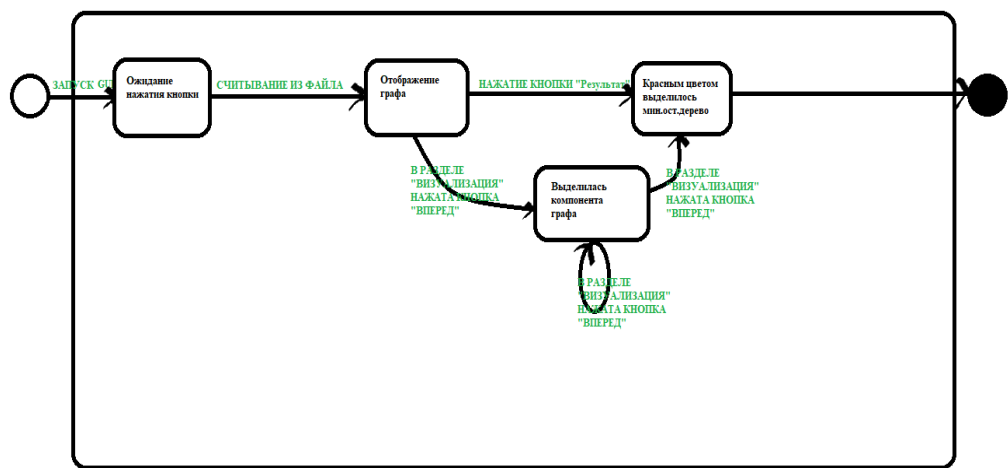 ЗАПУСК GUI
Ожидание
нажатия кнопки
СЧИТЫВАНИЕ ИЗ ФАЙЛА
Отображение
графа
НАЖАТИЕ КНОПКИ "Результат"
Красным цветом
выделилось
мин.ост.дерево
В РАЗДЕЛЕ
"ВИЗУАЛИЗАЦИЯ"
НАЖАТА КНОПКА
"ВПЕРЕД"
Выделилась
компонента
графа
В РАЗДЕЛЕ
"ВИЗУАЛИЗАЦИЯ"
НАЖАТА КНОПКА
"ВПЕРЕД"
В РАЗДЕЛЕ
"ВИЗУАЛИЗАЦИЯ"
НАЖАТА КНОПКА
"ВПЕРЕД"